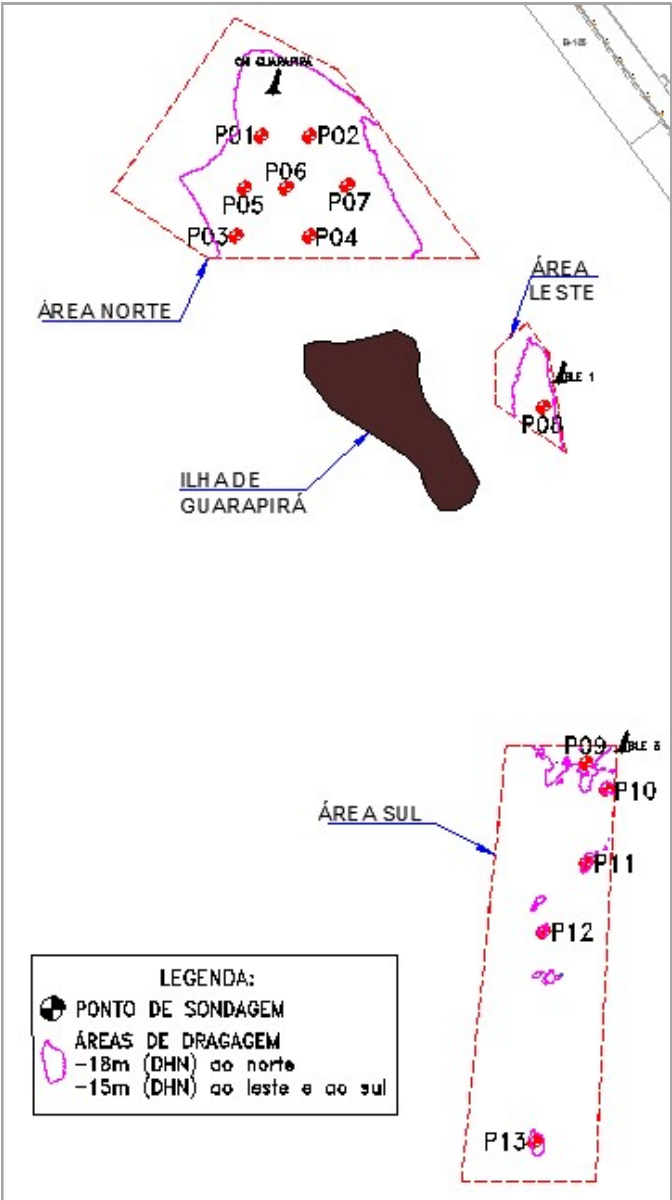 CM GUARAPIRÁ
P01
P02
P06
P05
P07
P03
P04
ÁREA NORTE
ÁREA
LESTE
P08
ILHA DE
GUARAPIRÁ
P09
P10
ÁREA SUL
P11
P12
P13
LEGENDA:
PONTO DE SONDAGEM
ÁREAS DE DRAGAGEM
-18m (DHN) ao norte
-15m (DHN) ao leste e ao sul